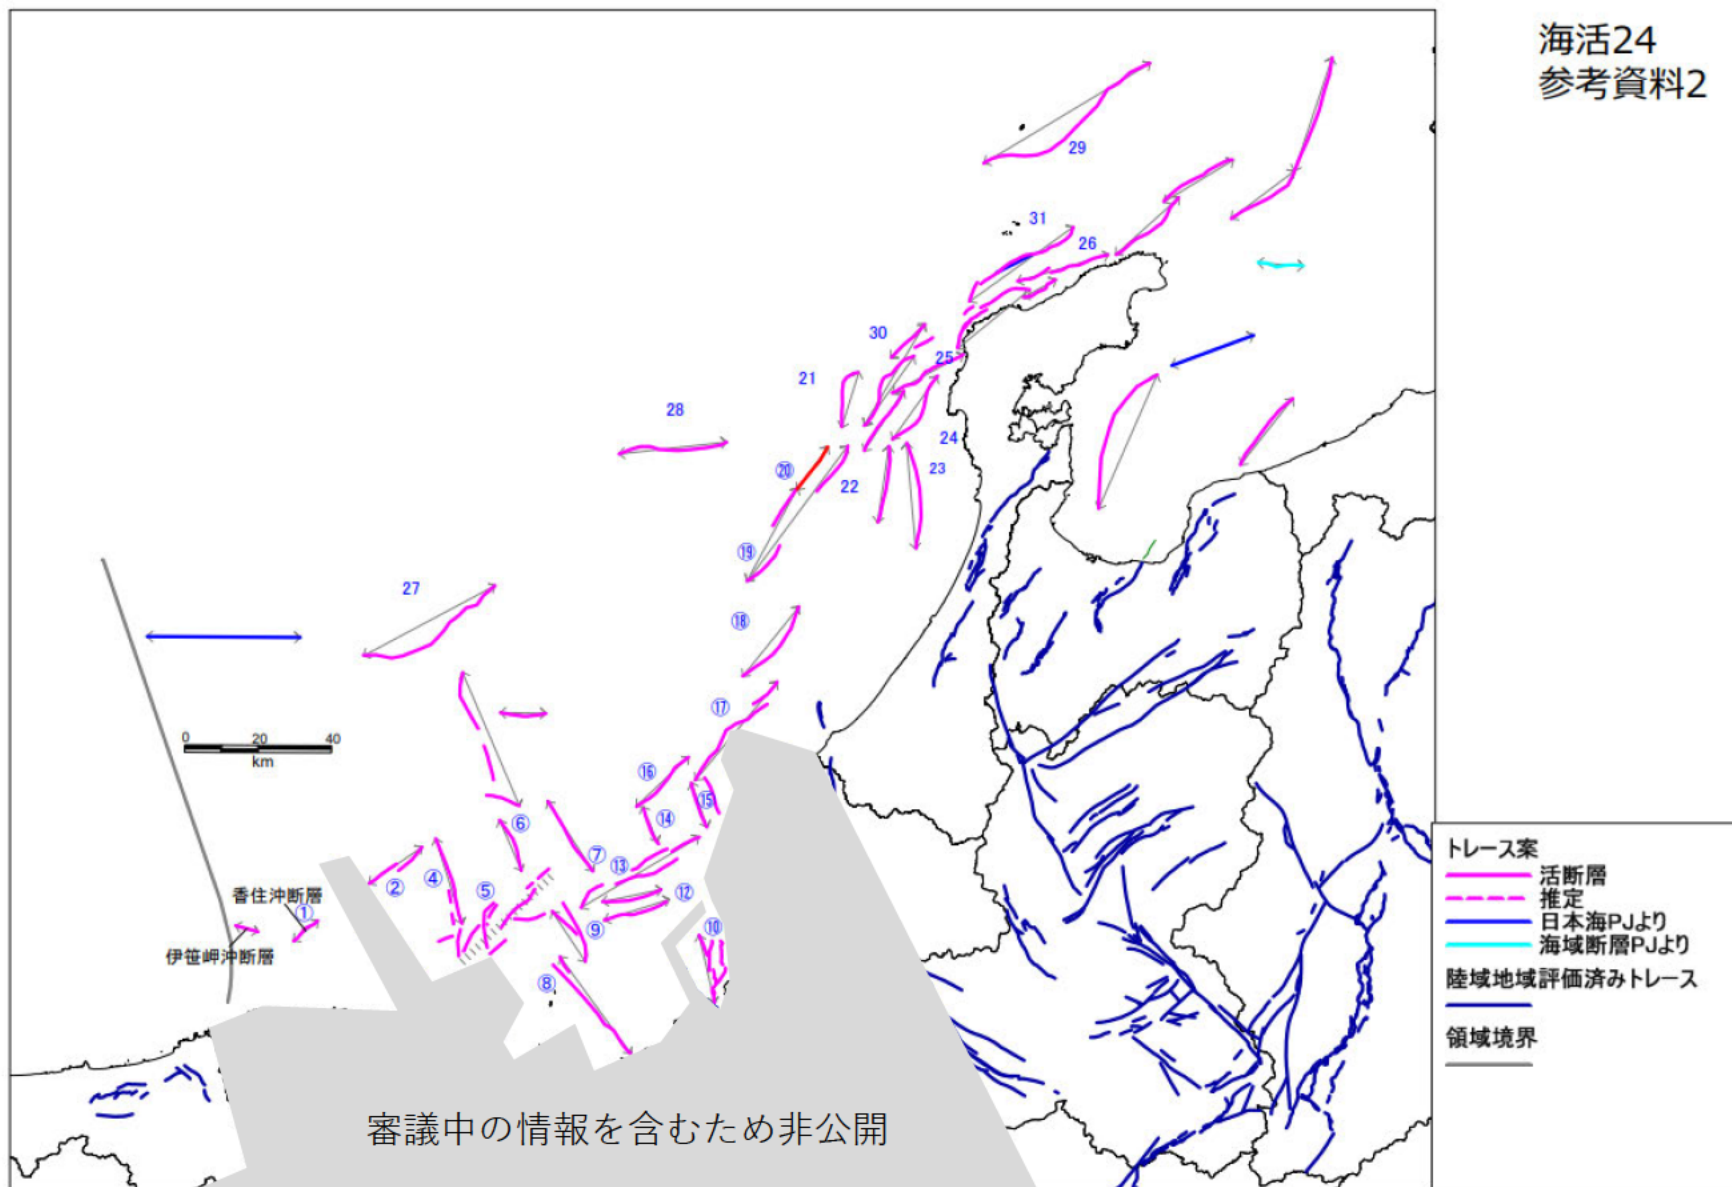 海活24
参考資料2
29
31
26
30
25
21
28
24
⑳
23
22
⑲
27
⑱
⑰
0 20 40
km
⑯
⑮
⑥
⑭
⑦
⑬
②
④
⑤
⑫
香住沖断層
①
⑩
⑨
伊笹岬沖断層
⑧
審議中の情報を含むため非公開
トレース案
活断層
推定
日本海PJより
海域断層PJより
陸域地域評価済みトレース
領域境界